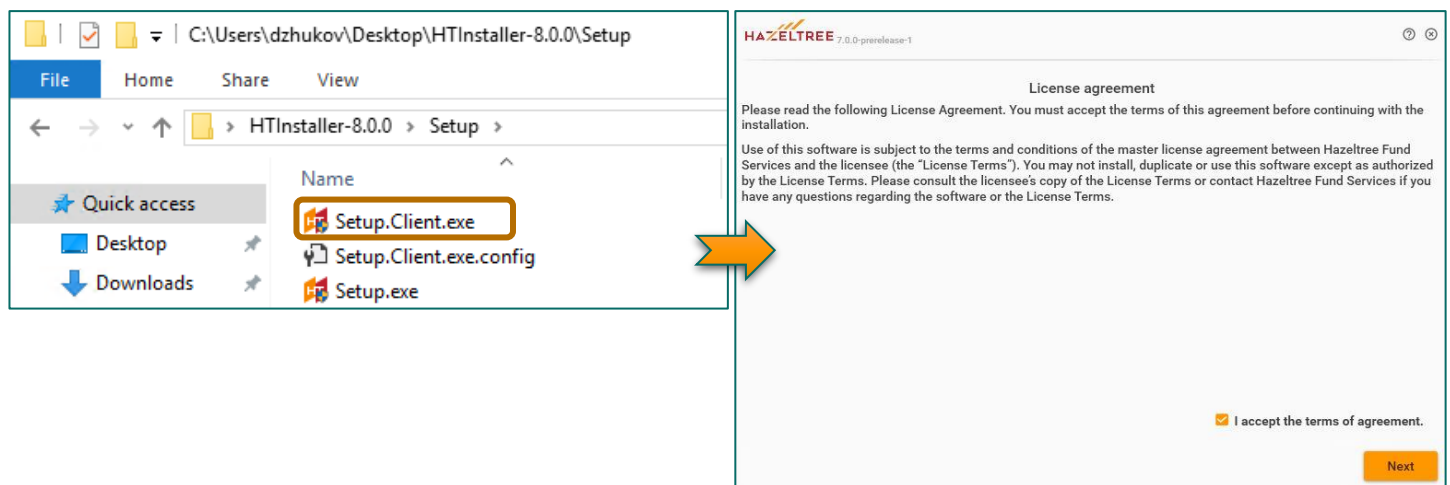 C:\Users\dzhukov\Desktop\HTInstaller-8.0.0\Setup
File Home Share View
HTInstaller-8.0.0 > Setup >
Name
Quick access
Desktop
Downloads
Setup.Client.exe
Setup.Client.exe.config
Setup.exe
HAZELTREE 7.0.0-prerelease-1
License agreement
Please read the following License Agreement. You must accept the terms of this agreement before continuing with the
installation.
Use of this software is subject to the terms and conditions of the master license agreement between Hazeltree Fund
Services and the licensee (the “License Terms”). You may not install, duplicate or use this software except as authorized
by the License Terms. Please consult the licensee's copy of the License Terms or contact Hazeltree Fund Services if you
have any questions regarding the software or the License Terms.
I accept the terms of agreement.
Next